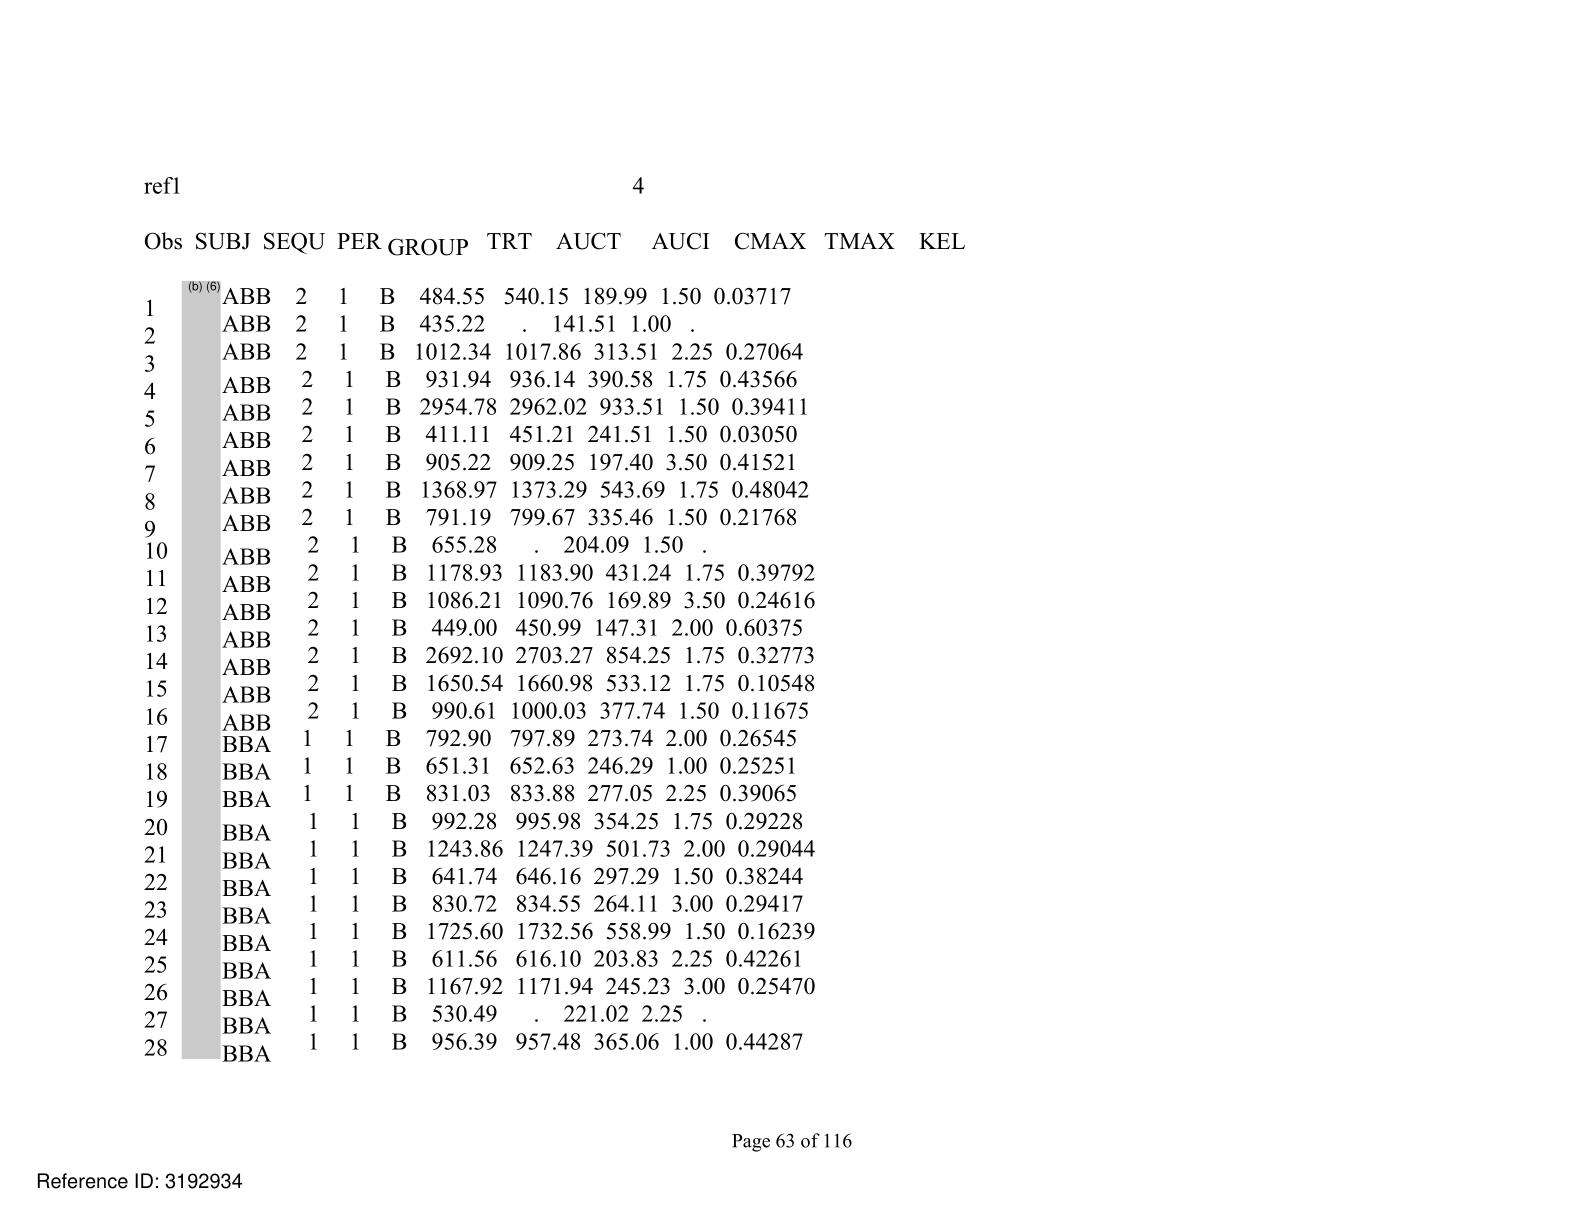 ref1 4
Obs SUBJ SEQU PER GROUP TRT AUCT AUCI CMAX TMAX KEL
(b) (6)
1 ABB 2 1 B 484.55 540.15 189.99 1.50 0.03717
2 ABB 2 1 B 435.22 . 141.51 1.00 .
3 ABB 2 1 B 1012.34 1017.86 313.51 2.25 0.27064
4 ABB 2 1 B 931.94 936.14 390.58 1.75 0.43566
5 ABB 2 1 B 2954.78 2962.02 933.51 1.50 0.39411
6 ABB 2 1 B 411.11 451.21 241.51 1.50 0.03050
7 ABB 2 1 B 905.22 909.25 197.40 3.50 0.41521
8 ABB 2 1 B 1368.97 1373.29 543.69 1.75 0.48042
9 ABB 2 1 B 791.19 799.67 335.46 1.50 0.21768
10 ABB 2 1 B 655.28 . 204.09 1.50 .
11 ABB 2 1 B 1178.93 1183.90 431.24 1.75 0.39792
12 ABB 2 1 B 1086.21 1090.76 169.89 3.50 0.24616
13 ABB 2 1 B 449.00 450.99 147.31 2.00 0.60375
14 ABB 2 1 B 2692.10 2703.27 854.25 1.75 0.32773
15 ABB 2 1 B 1650.54 1660.98 533.12 1.75 0.10548
16 ABB 2 1 B 990.61 1000.03 377.74 1.50 0.11675
17 BBA 1 1 B 792.90 797.89 273.74 2.00 0.26545
18 BBA 1 1 B 651.31 652.63 246.29 1.00 0.25251
19 BBA 1 1 B 831.03 833.88 277.05 2.25 0.39065
20 BBA 1 1 B 992.28 995.98 354.25 1.75 0.29228
21 BBA 1 1 B 1243.86 1247.39 501.73 2.00 0.29044
22 BBA 1 1 B 641.74 646.16 297.29 1.50 0.38244
23 BBA 1 1 B 830.72 834.55 264.11 3.00 0.29417
24 BBA 1 1 B 1725.60 1732.56 558.99 1.50 0.16239
25 BBA 1 1 B 611.56 616.10 203.83 2.25 0.42261
26 BBA 1 1 B 1167.92 1171.94 245.23 3.00 0.25470
27 BBA 1 1 B 530.49 . 221.02 2.25 .
28 BBA 1 1 B 956.39 957.48 365.06 1.00 0.44287
Page 63 of 116
Reference ID: 3192934